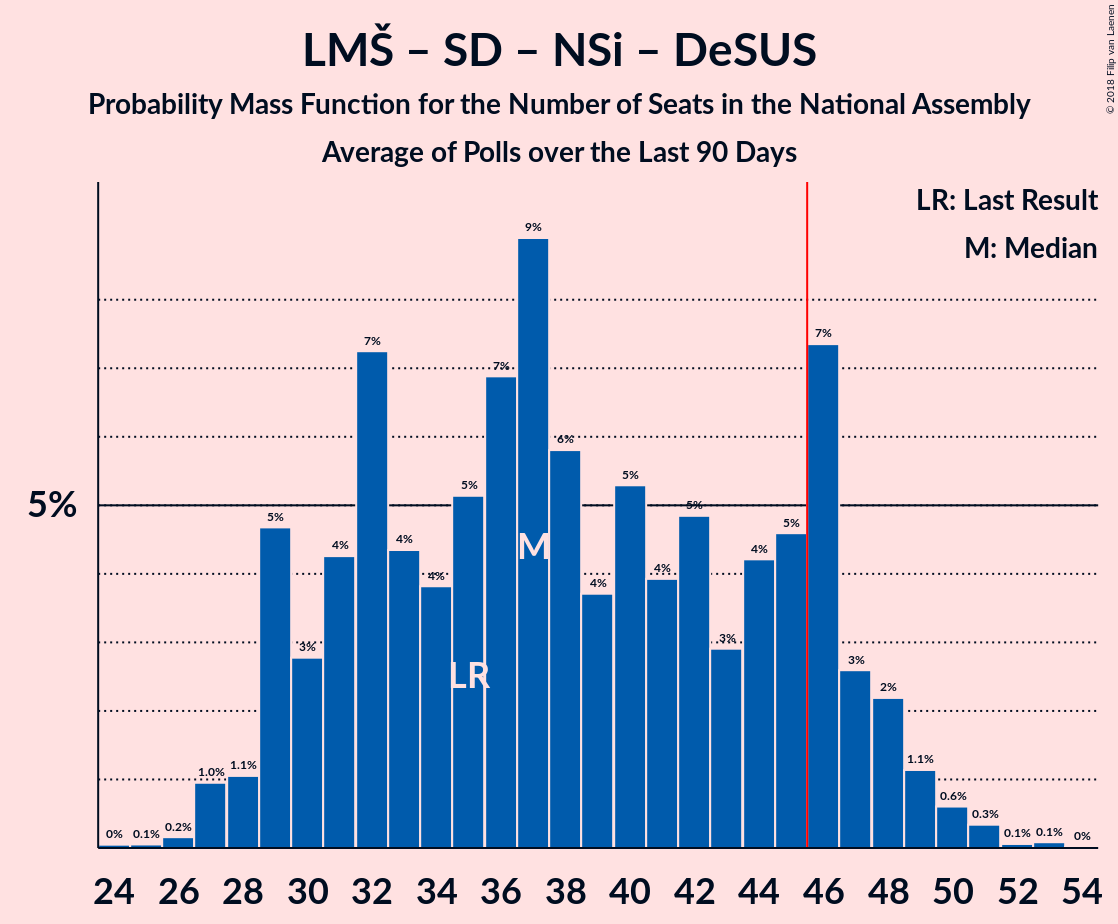 LMŠ – SD – NSi – DeSUS
Probability Mass Function for the Number of Seats in the National Assembly
Average of Polls over the Last 90 Days
© 2018 Filip van Laenen
LR: Last Result
M: Median
5%
0% 0.1% 0.2% 1.0% 1.1% 5% 3% 4% 7% 4% 4% 5% 7% 9% 6% 4% 5% 4% 5% 3% 4% 5% 7% 3% 2% 1.1% 0.6% 0.3% 0.1% 0.1% 0%
M
LR
24 26 28 30 32 34 36 38 40 42 44 46 48 50 52 54